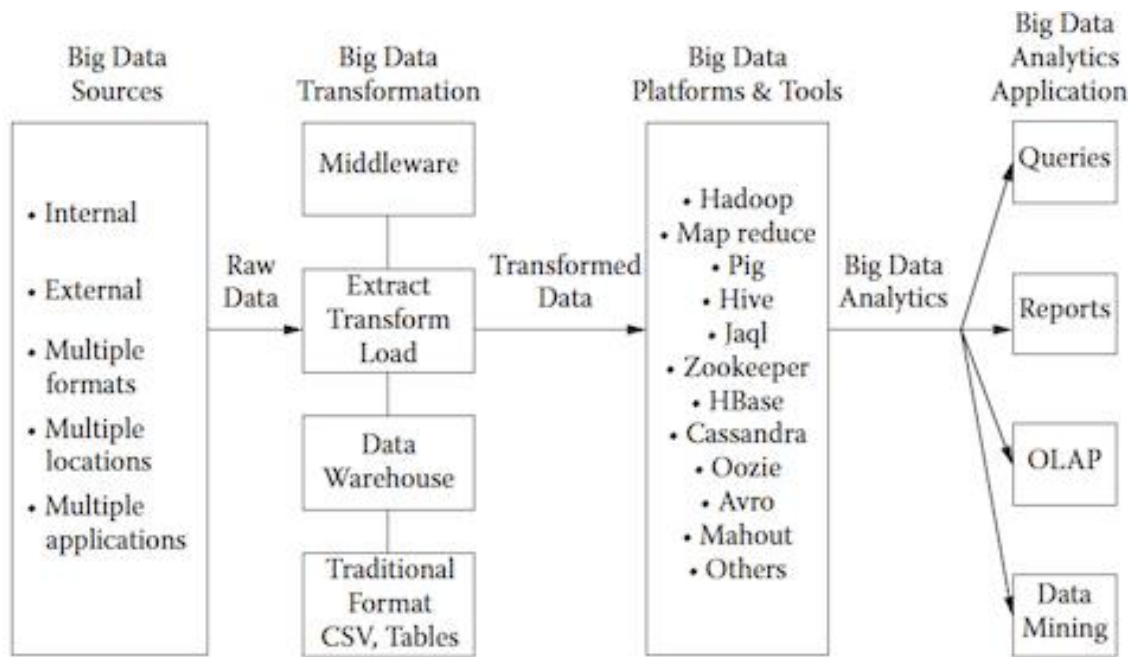 Big Data
Sources
Big Data
Transformation
Big Data
Platforms & Tools
Big Data
Analytics
Application
• Internal
• External
• Multiple
formats
• Multiple
locations
• Multiple
applications
Raw
Data
Middleware
Extract
Transform
Load
Data
Warehouse
Traditional
Format
CSV, Tables
Transformed
Data
• Hadoop
• Map reduce
• Pig
• Hive
• Jaql
• Zookeeper
• HBase
• Cassandra
• Oozie
• Avro
• Mahout
• Others
Big Data
Analytics
Queries
Reports
OLAP
Data
Mining